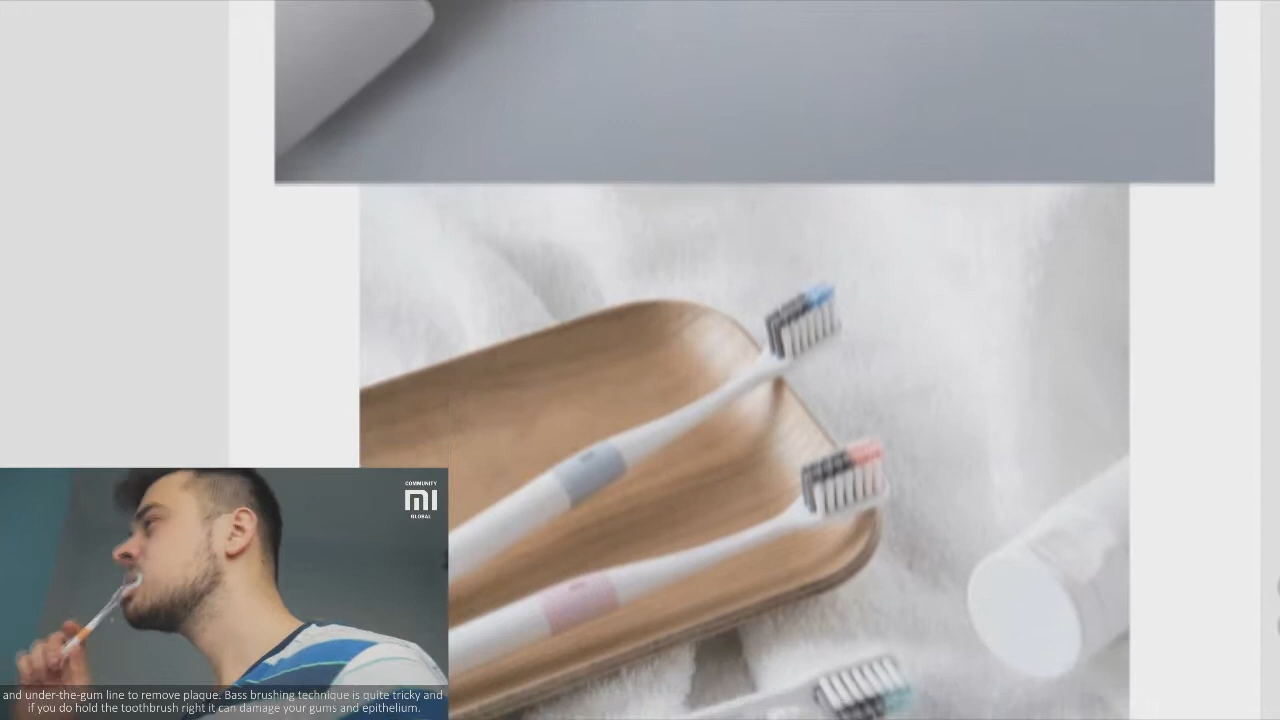 COMMUNITY
mi
GLOBAL
and under-the-gum line to remove plaque. Bass brushing technique is quite tricky and
if you do hold the toothbrush right it can damage your gums and epithelium.